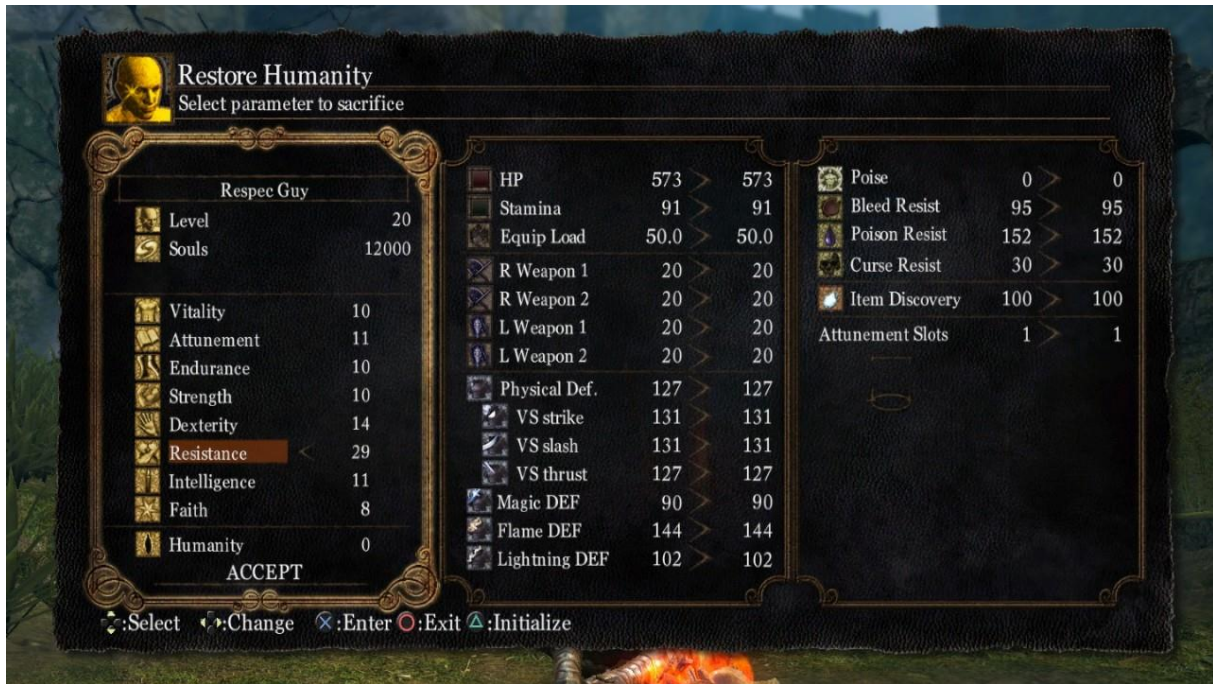 Restore Humanity
Select parameter to sacrifice
Respec Guy
Level 20
Souls 12000
Vitality 10
Attunement 11
Endurance 10
Strength 10
Dexterity 14
Resistance < 29
Intelligence 11
Faith 8
Humanity 0
ACCEPT
HP 573 > 573
Stamina 91 > 91
Equip Load 50.0 > 50.0
R Weapon 1 20 > 20
R Weapon 2 20 > 20
L Weapon 1 20 > 20
L Weapon 2 20 > 20
Physical Def. 127 > 127
VS strike 131 > 131
VS slash 131 > 131
VS thrust 127 > 127
Magic DEF 90 > 90
Flame DEF 144 > 144
Lightning DEF 102 > 102
Poise 0 > 0
Bleed Resist 95 > 95
Poison Resist 152 > 152
Curse Resist 30 > 30
Item Discovery 100 > 100
Attunement Slots 1 > 1
:Select :Change :Enter :Exit :Initialize